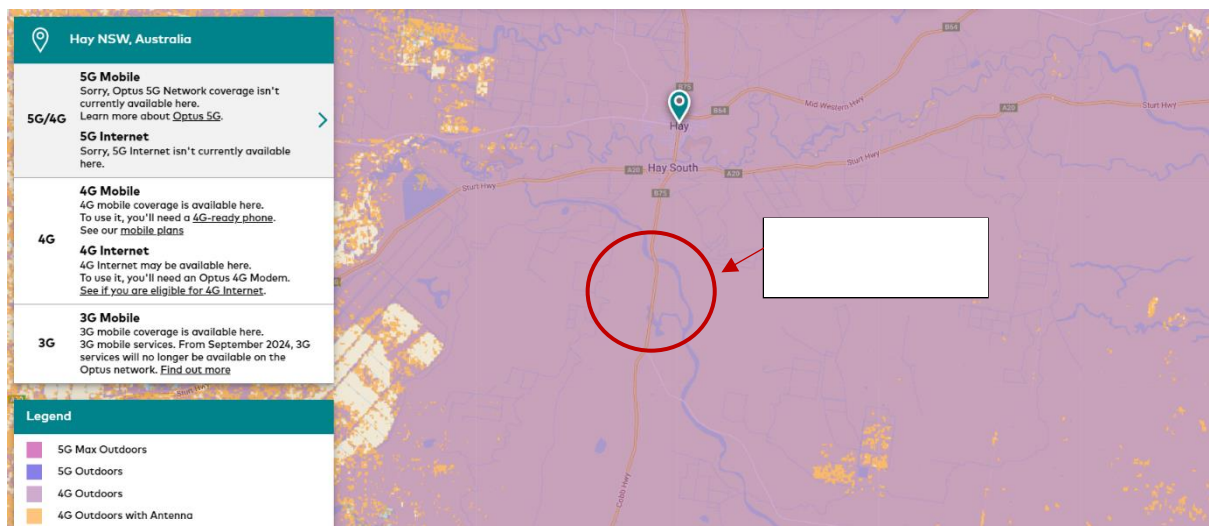 Hay NSW, Australia
5G/4G
5G Mobile
Sorry, Optus 5G Network coverage isn't
currently available here.
Learn more about Optus 5G.
5G Internet
Sorry, 5G Internet isn't currently available
here.
4G
4G Mobile
4G mobile coverage is available here.
To use it, you'll need a 4G-ready phone.
See our mobile plans
4G Internet
4G Internet may be available here.
To use it, you'll need an Optus 4G Modem.
See if you are eligible for 4G Internet.
3G
3G Mobile
3G mobile coverage is available here.
3G mobile services. From September 2024, 3G
services will no longer be available on the
Optus network. Find out more
Legend
5G Max Outdoors
5G Outdoors
4G Outdoors
4G Outdoors with Antenna
B64
B75
B64
Mid Western Hwy
A20
Sturt Hwy
Hay
Sturt Hwy
A20
Hay South
A20
Sturt Hwy
B75
Sturt Hwy
A20
Cobb Hwy